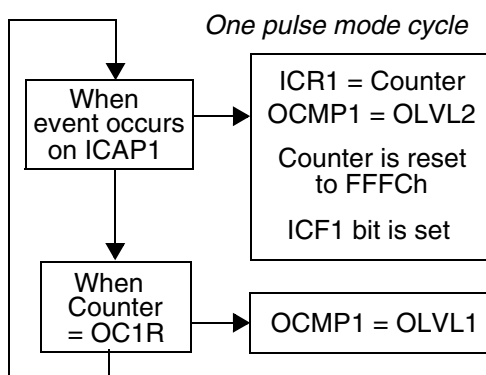 One pulse mode cycle
When
event occurs
on ICAP1
ICR1 = Counter
OCMP1 = OLVL2
Counter is reset
to FFFCh
ICF1 bit is set
When
Counter
= OC1R
OCMP1 = OLVL1